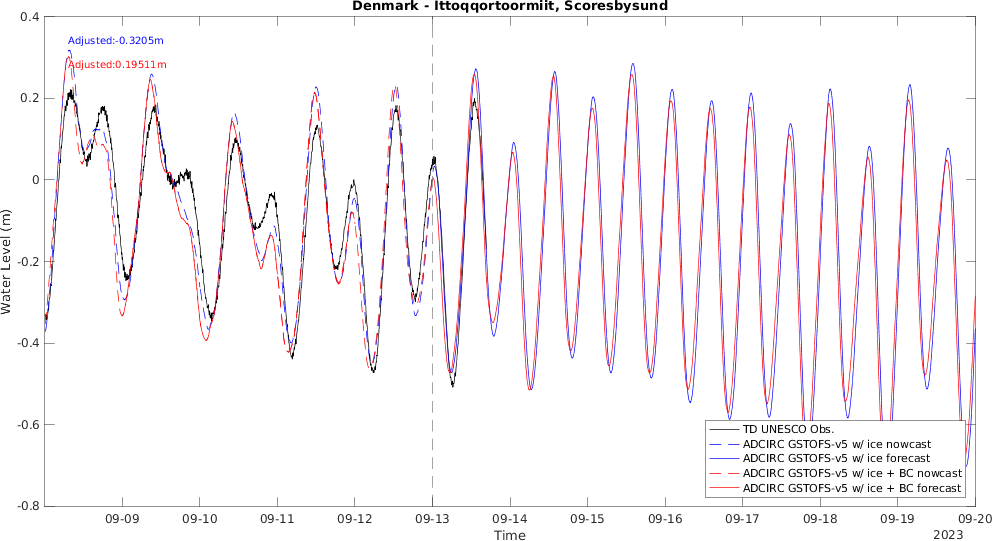 Denmark - Ittoqqortoormiit, Scoresbysund
Adjusted:-0.3205m
Adjusted:0.19511m
Water Level (m)
0.4
0.2
0
-0.2
-0.4
-0.6
-0.8
TD UNESCO Obs.
ADCIRC GSTOFS-v5 w/ ice nowcast
ADCIRC GSTOFS-v5 w/ ice forecast
ADCIRC GSTOFS-v5 w/ ice + BC nowcast
ADCIRC GSTOFS-v5 w/ ice + BC forecast
09-09 09-10 09-11 09-12 09-13 09-14 09-15 09-16 09-17 09-18 09-19 09-20
Time
2023